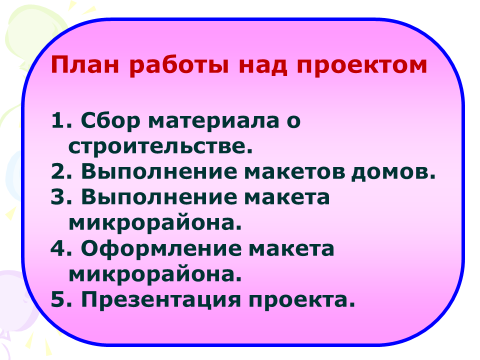 План работы над проектом
1. Сбор материала о
строительстве.
2. Выполнение макетов домов.
3. Выполнение макета
микрорайона.
4. Оформление макета
микрорайона.
5. Презентация проекта.